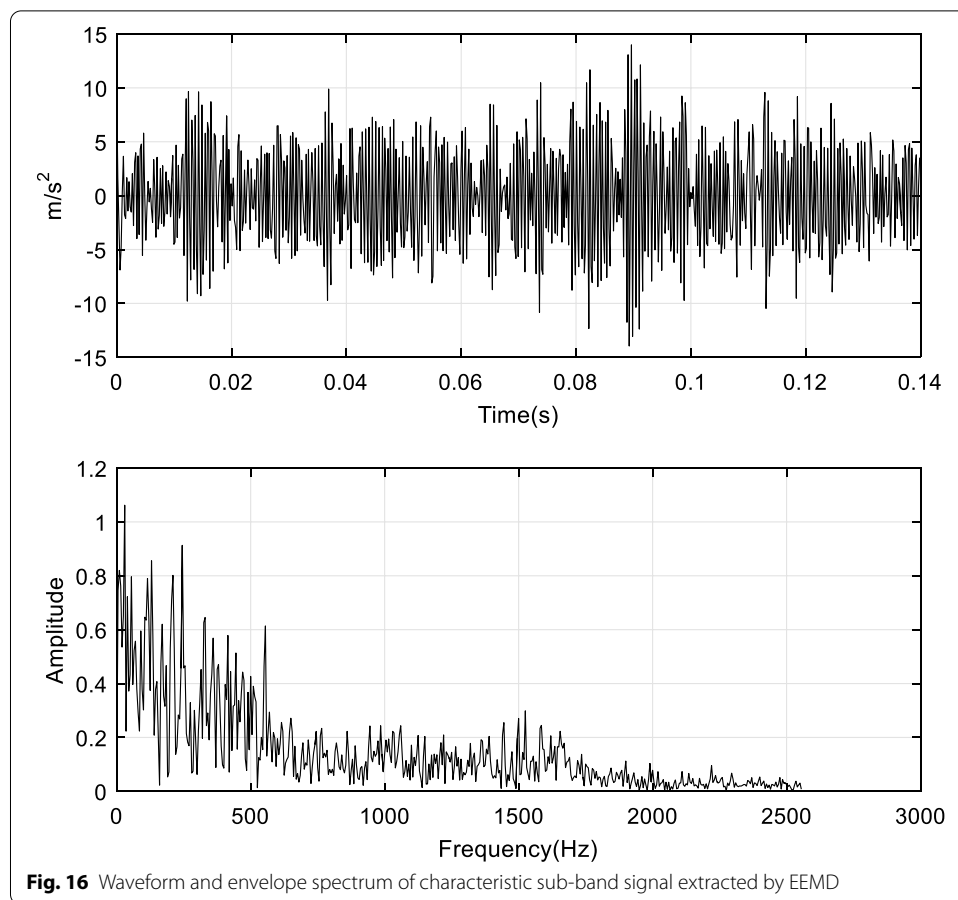 15
10
5
0
-5
-10
-15
m/s²
0 0.02 0.04 0.06 0.08 0.1 0.12 0.14
Time(s)
1.2
1
0.8
0.6
0.4
0.2
0
Amplitude
0 500 1000 1500 2000 2500 3000
Frequency(Hz)
Fig. 16 Waveform and envelope spectrum of characteristic sub-band signal extracted by EEMD